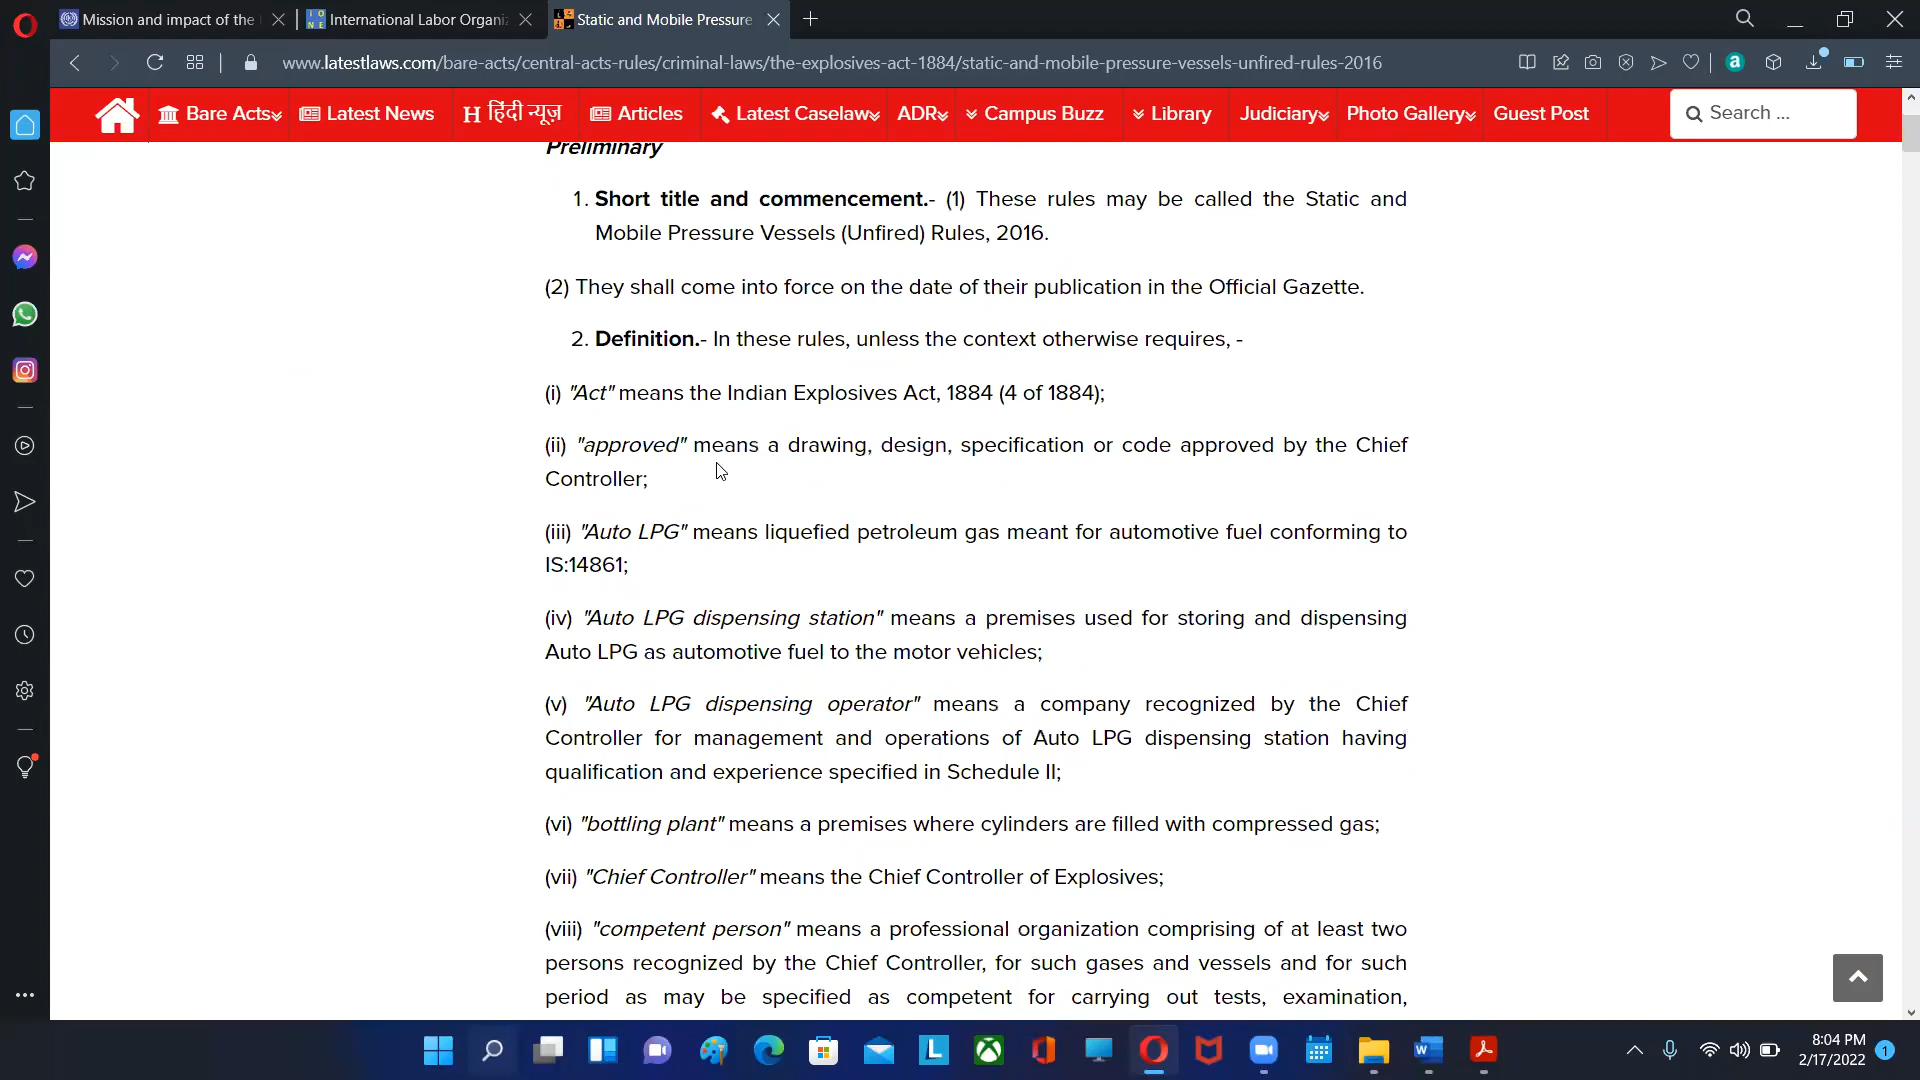 Mission and impact of the
International Labor Organiz
Static and Mobile Pressure
www.latestlaws.com/bare-acts/central-acts-rules/criminal-laws/the-explosives-act-1884/static-and-mobile-pressure-vessels-unfired-rules-2016
Bare Acts Latest News H हिंदी न्यूज़ Articles Latest Caselaw ADR Campus Buzz Library Judiciary Photo Gallery Guest Post Search ...
Preliminary
1. Short title and commencement.- (1) These rules may be called the Static and
Mobile Pressure Vessels (Unfired) Rules, 2016.
(2) They shall come into force on the date of their publication in the Official Gazette.
2. Definition.- In these rules, unless the context otherwise requires, -
(i) "Act" means the Indian Explosives Act, 1884 (4 of 1884);
(ii) "approved" means a drawing, design, specification or code approved by the Chief
Controller;
(iii) "Auto LPG" means liquefied petroleum gas meant for automotive fuel conforming to
IS:14861;
(iv) "Auto LPG dispensing station" means a premises used for storing and dispensing
Auto LPG as automotive fuel to the motor vehicles;
(v) "Auto LPG dispensing operator" means a company recognized by the Chief
Controller for management and operations of Auto LPG dispensing station having
qualification and experience specified in Schedule II;
(vi) "bottling plant" means a premises where cylinders are filled with compressed gas;
(vii) "Chief Controller" means the Chief Controller of Explosives;
(viii) "competent person" means a professional organization comprising of at least two
persons recognized by the Chief Controller, for such gases and vessels and for such
period as may be specified as competent for carrying out tests, examination,
8:04 PM
2/17/2022
1